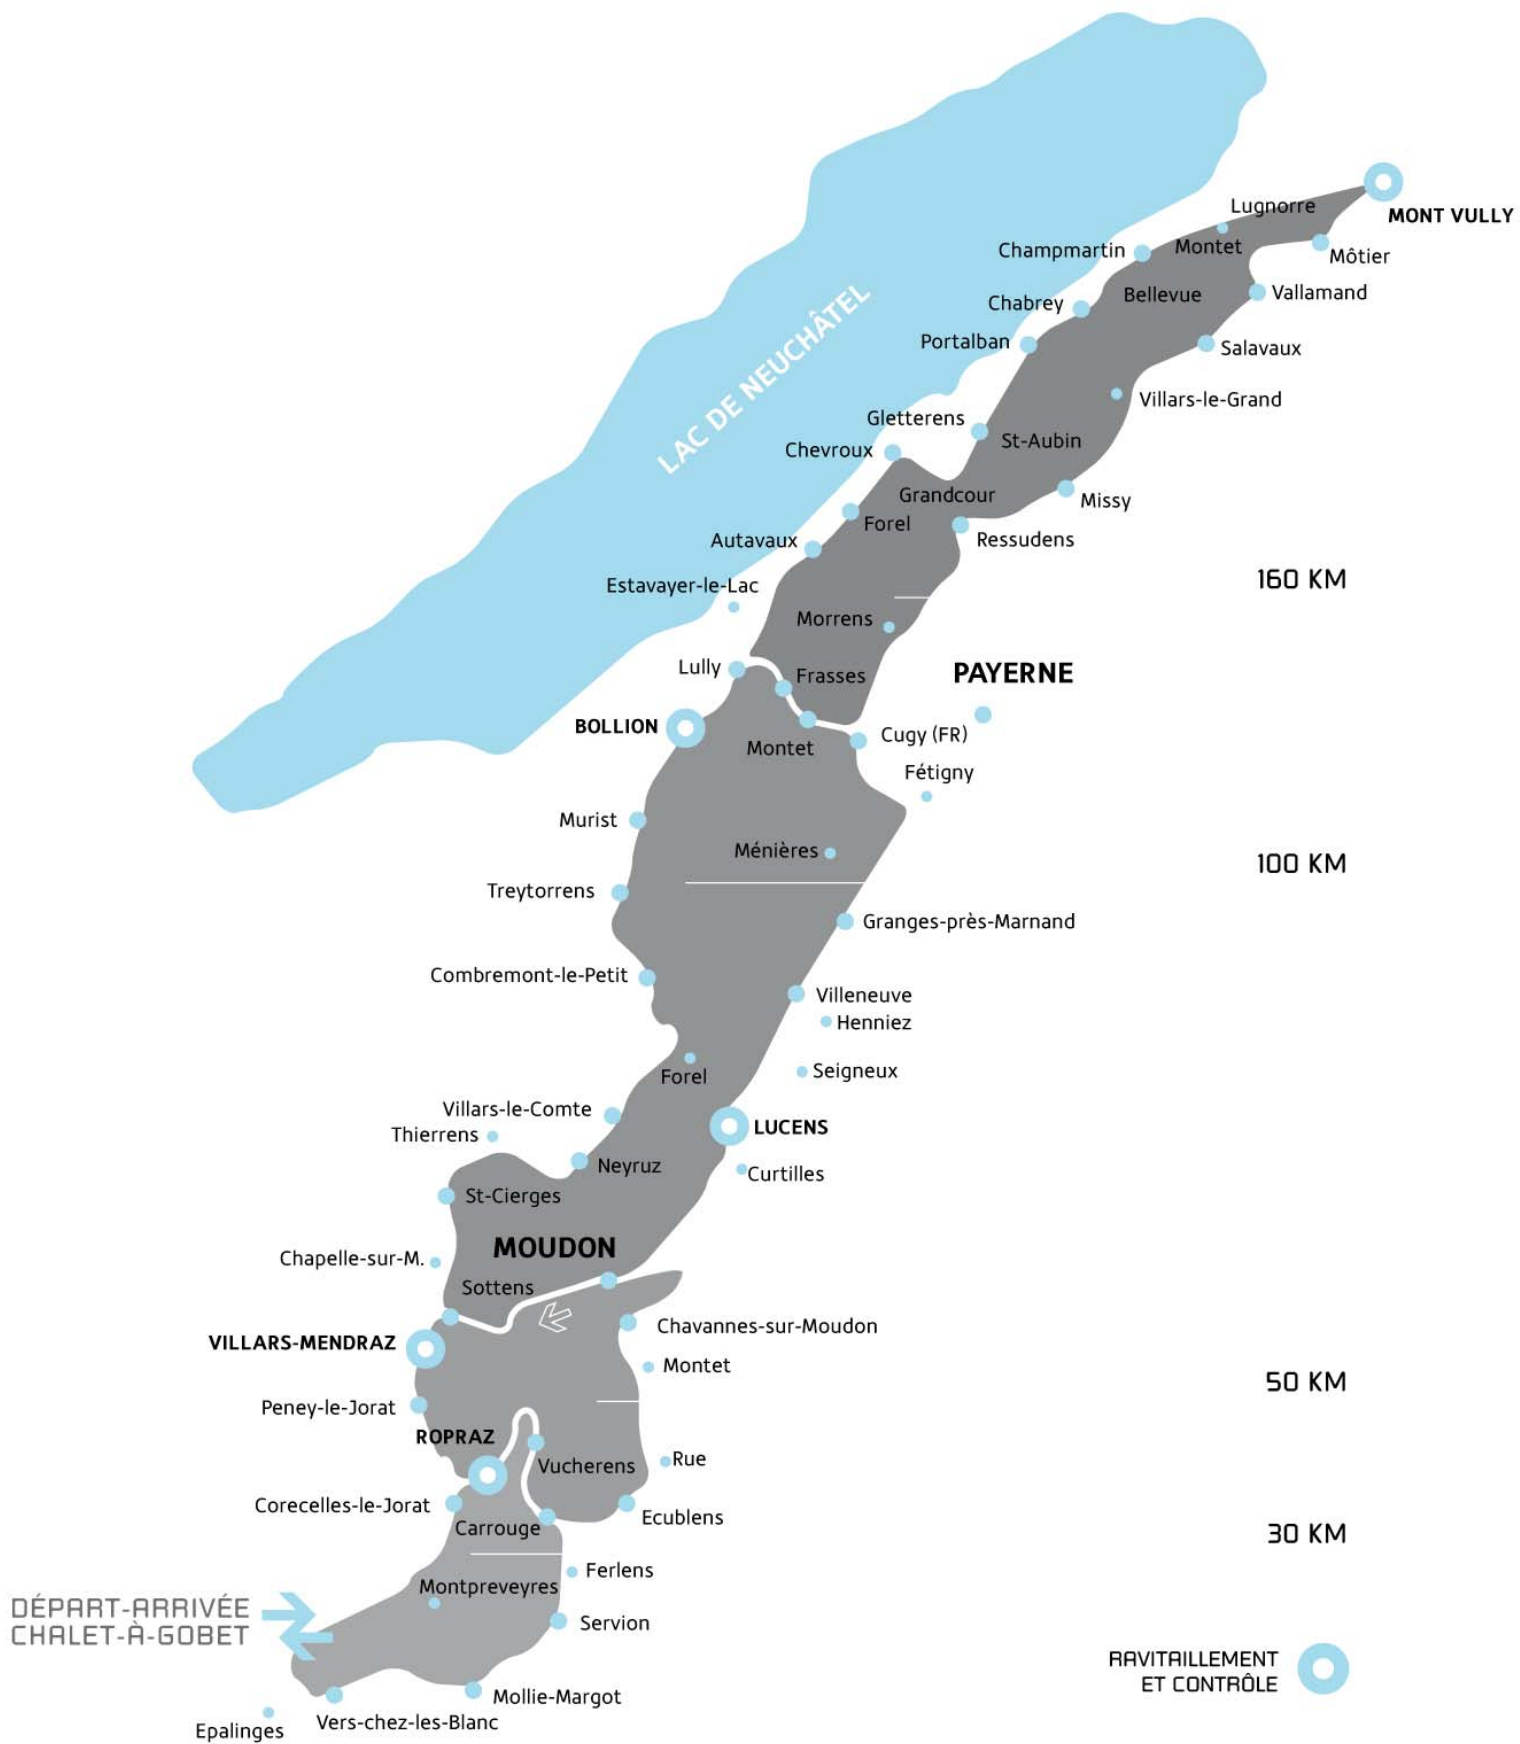 Lugnorre
MONT VULLY
Montet
Champmartin
Môtier
Bellevue
Vallamand
Chabrey
Portalban
Salavaux
LAC DE NEUCHÂTEL
Villars-le-Grand
Gletterens
St-Aubin
Chevroux
Grandcour
Missy
Forel
Ressudens
Autavaux
160 KM
Estavayer-le-Lac
Morrens
Lully
Frasses
PAYERNE
BOLLION
Cugy (FR)
Montet
Fétigny
Murist
Ménières
100 KM
Treytorrens
Granges-près-Marnand
Combremont-le-Petit
Villeneuve
Henniez
Seigneux
Forel
Villars-le-Comte
LUCENS
Thierrens
Neyruz
Curtilles
St-Cierges
MOUDON
Chapelle-sur-M.
Sottens
Chavannes-sur-Moudon
VILLARS-MENDRAZ
Montet
50 KM
Peney-le-Jorat
ROPRAZ
Rue
Vucherens
Corecelles-le-Jorat
Ecublens
Carrouge
30 KM
Ferlens
Montpreveyres
DÉPART-ARRIVÉE
CHALET-À-GOBET
Servion
RAVITAILLEMENT
ET CONTRÔLE
Mollie-Margot
Vers-chez-les-Blanc
Epalinges